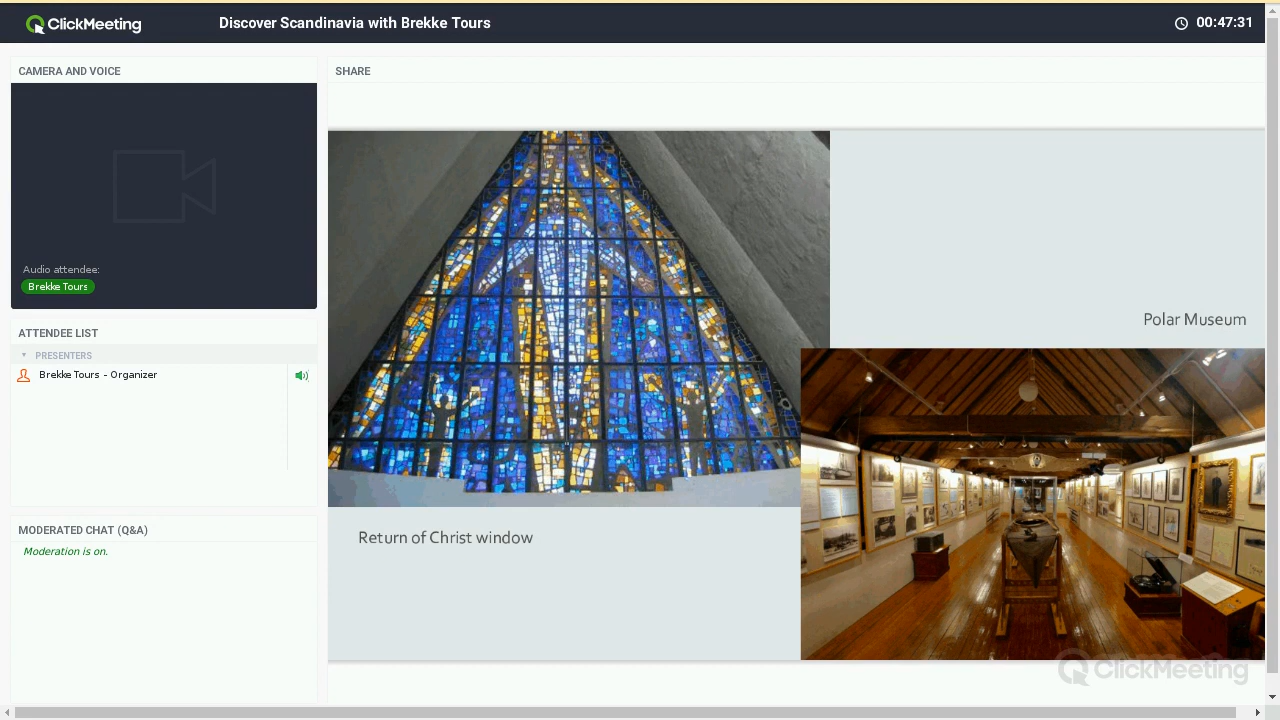 ClickMeeting
Discover Scandinavia with Brekke Tours
00:47:31
CAMERA AND VOICE
Audio attendee:
Brekke Tours
ATTENDEE LIST
PRESENTERS
Brekke Tours - Organizer
MODERATED CHAT (Q&A)
Moderation is on.
SHARE
Polar Museum
Return of Christ window
ClickMeeting